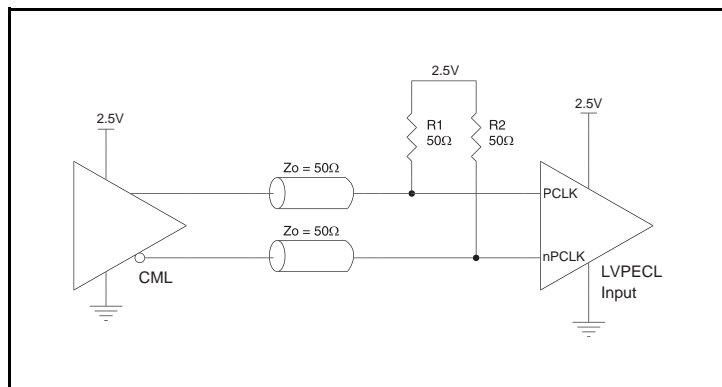 2.5V
2.5V
2.5V
R1
50Ω
R2
50Ω
Zo = 50Ω
PCLK
Zo = 50Ω
nPCLK
CML
LVPECL
Input